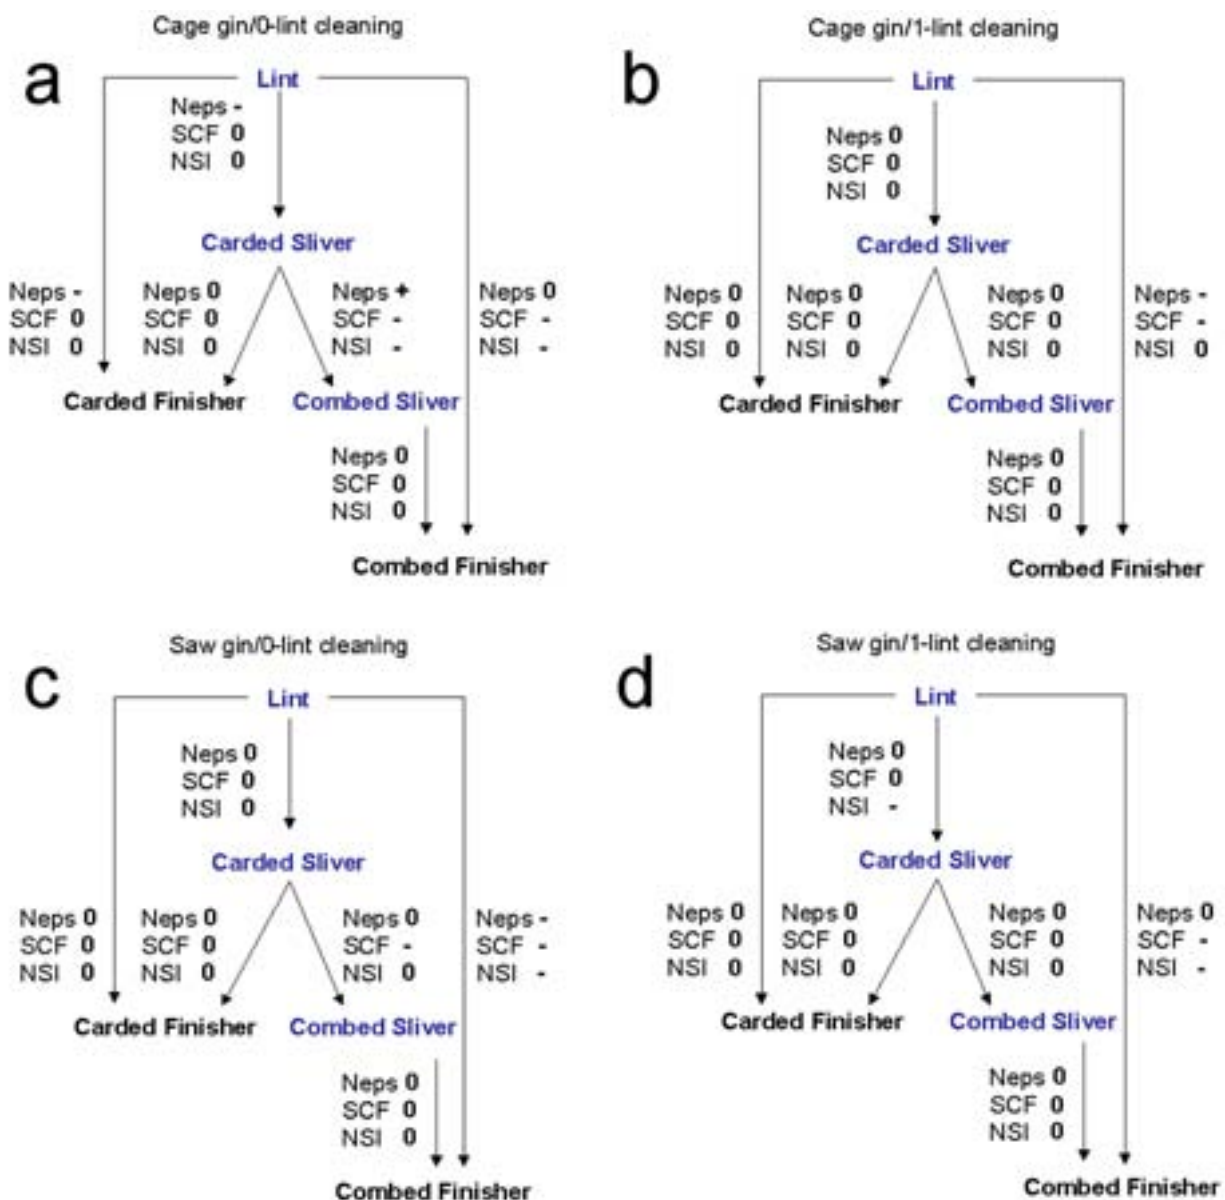 Cage gin/0-lint cleaning
a
Lint
Neps -
SCF 0
NSI 0
Carded Sliver
Neps -
SCF 0
NSI 0
Neps 0
SCF 0
NSI 0
Neps +
SCF -
NSI -
Neps 0
SCF -
NSI -
Carded Finisher
Combed Sliver
Neps 0
SCF 0
NSI 0
Combed Finisher
Cage gin/1-lint cleaning
b
Lint
Neps 0
SCF 0
NSI 0
Carded Sliver
Neps 0
SCF 0
NSI 0
Neps 0
SCF 0
NSI 0
Neps 0
SCF 0
NSI 0
Neps -
SCF -
NSI 0
Carded Finisher
Combed Sliver
Neps 0
SCF 0
NSI 0
Combed Finisher
Saw gin/0-lint cleaning
c
Lint
Neps 0
SCF 0
NSI 0
Carded Sliver
Neps 0
SCF 0
NSI 0
Neps 0
SCF 0
NSI 0
Neps 0
SCF -
NSI 0
Neps -
SCF -
NSI -
Carded Finisher
Combed Sliver
Neps 0
SCF 0
NSI 0
Combed Finisher
Saw gin/1-lint cleaning
d
Lint
Neps 0
SCF 0
NSI -
Carded Sliver
Neps 0
SCF 0
NSI 0
Neps 0
SCF 0
NSI 0
Neps 0
SCF 0
NSI 0
Neps 0
SCF -
NSI -
Carded Finisher
Combed Sliver
Neps 0
SCF 0
NSI 0
Combed Finisher